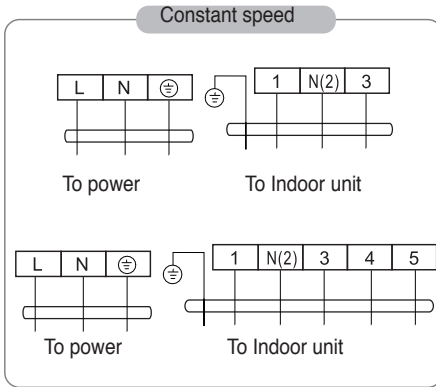 Constant speed
L N 1 N(2) 3
To power To Indoor unit
L N 1 N(2) 3 4 5
To power To Indoor unit